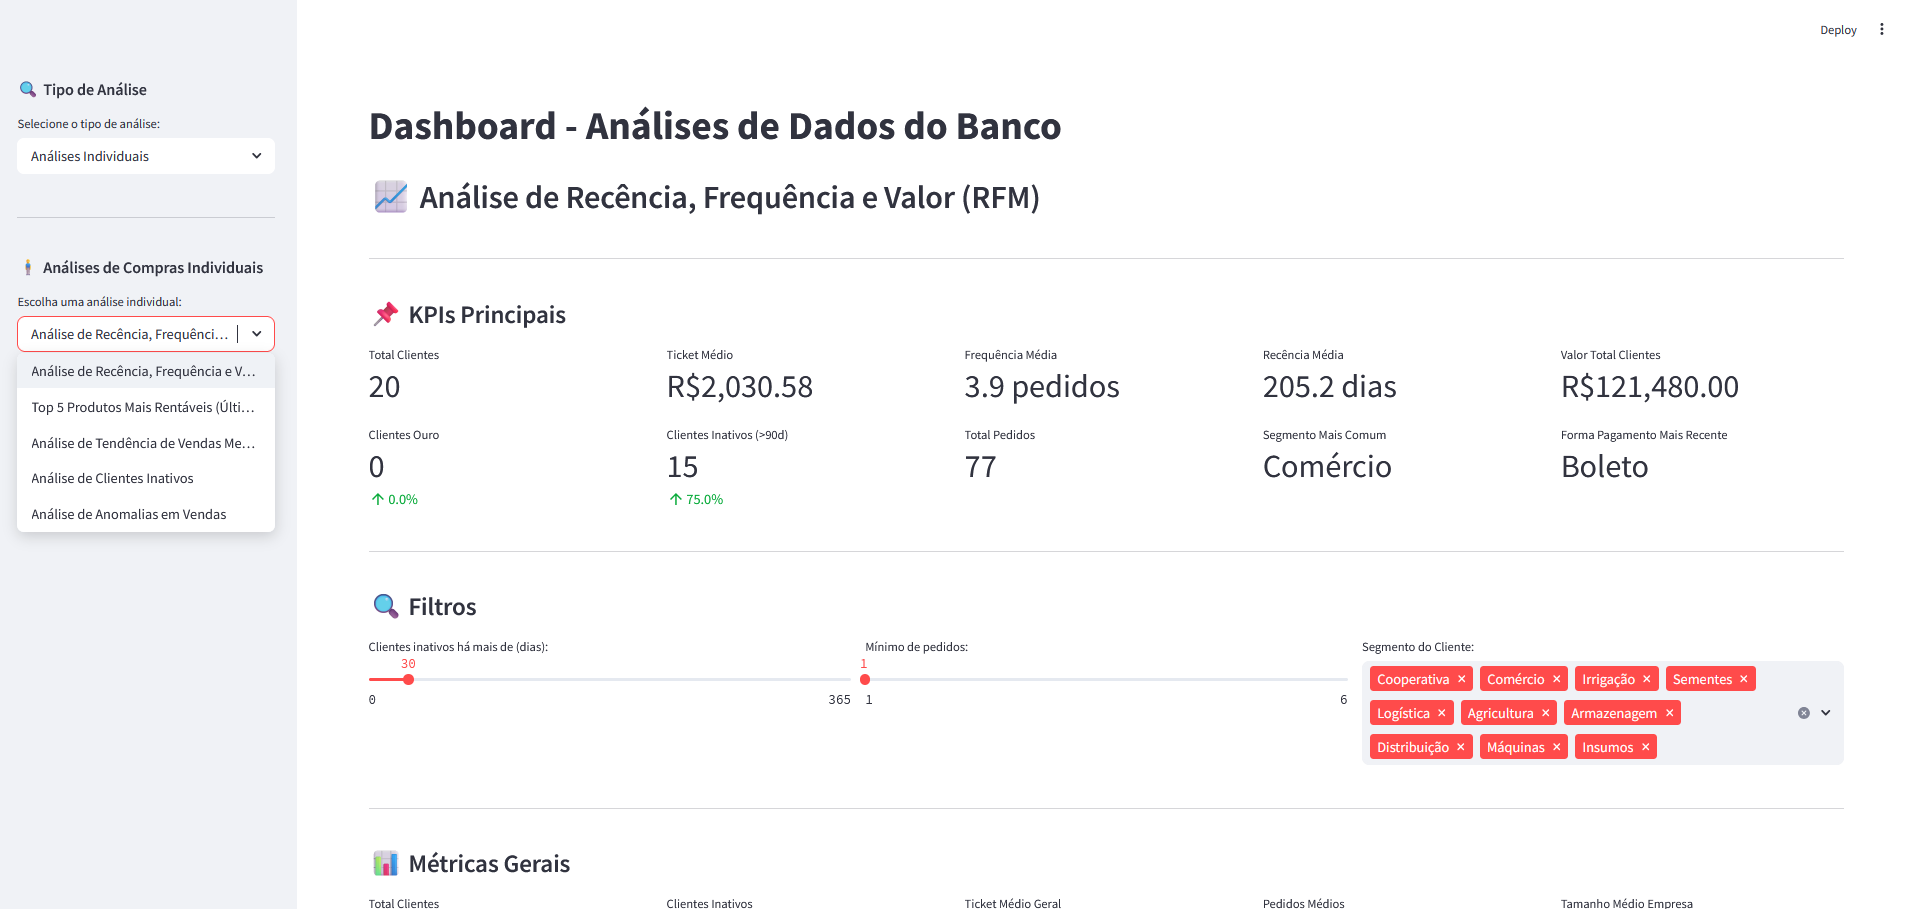 Deploy
Tipo de Análise
Selecione o tipo de análise:
Análises Individuais
Análises de Compras Individuais
Escolha uma análise individual:
Análise de Recência, Frequênci...
Análise de Recência, Frequência e V...
Top 5 Produtos Mais Rentáveis (Últi...
Análise de Tendência de Vendas Me...
Análise de Clientes Inativos
Análise de Anomalias em Vendas
Dashboard - Análises de Dados do Banco
Análise de Recência, Frequência e Valor (RFM)
KPIs Principais
Total Clientes Ticket Médio Frequência Média Recência Média Valor Total Clientes
20 R$2,030.58 3.9 pedidos 205.2 dias R$121,480.00
Clientes Ouro Clientes Inativos (>90d) Total Pedidos Segmento Mais Comum Forma Pagamento Mais Recente
0 15 77 Comércio Boleto
↑ 0.0% ↑ 75.0%
Filtros
Clientes inativos há mais de (dias): Mínimo de pedidos: Segmento do Cliente:
30 1
0 365 1 6
Cooperativa × Comércio × Irrigação × Sementes ×
Logística × Agricultura × Armazenagem ×
Distribuição × Máquinas × Insumos ×
Métricas Gerais
Total Clientes Clientes Inativos Ticket Médio Geral Pedidos Médios Tamanho Médio Empresa